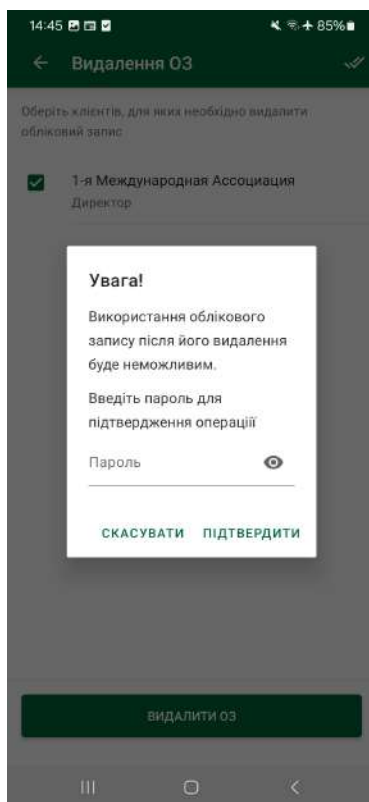 14:45 85%
Видалення ОЗ
Оберіть клієнтів, для яких необхідно видалити
обліковий запис
1-я Международная Ассоциация
Директор
Увага!
Використання облікового
запису після його видалення
буде неможливим.
Введіть пароль для
підтвердження операціїї
Пароль
СКАСУВАТИ ПІДТВЕРДИТИ
ВИДАЛИТИ ОЗ